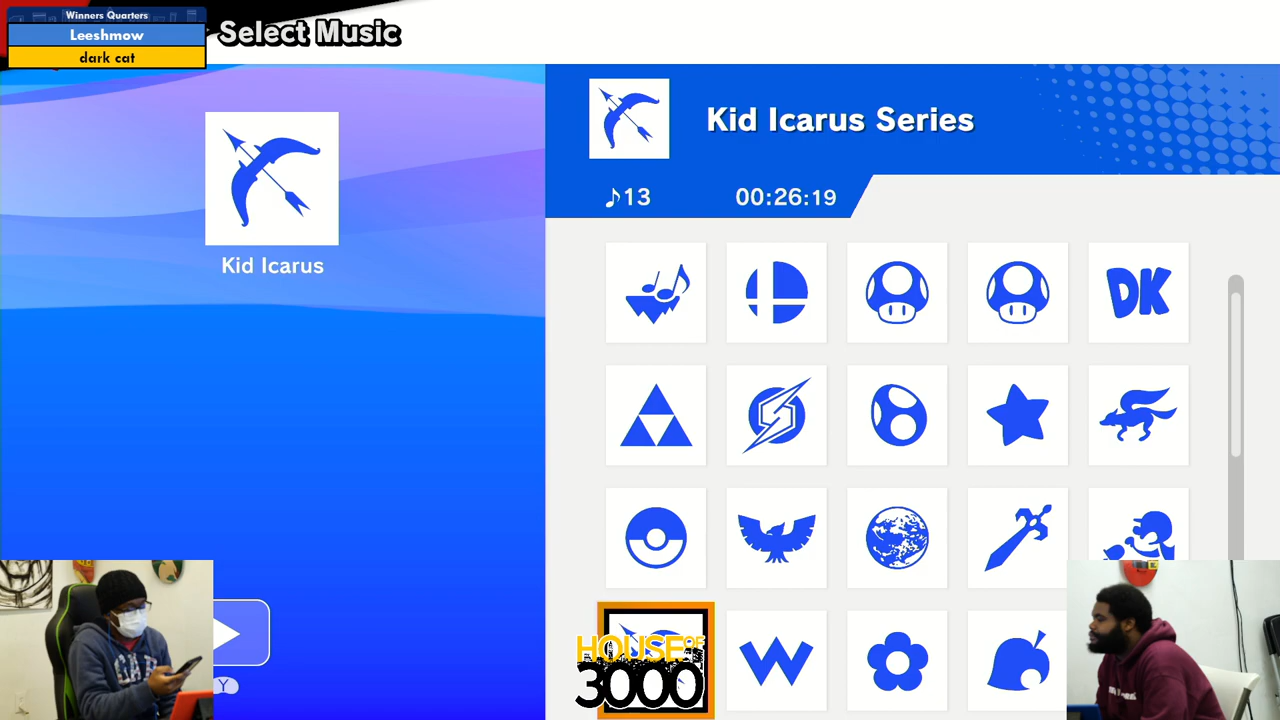 Winners Quarters
Leeshmow
dark cat
Select Music
Kid Icarus
Kid Icarus Series
♪13
00:26:19
DK
Y
HOUSE OF
3000